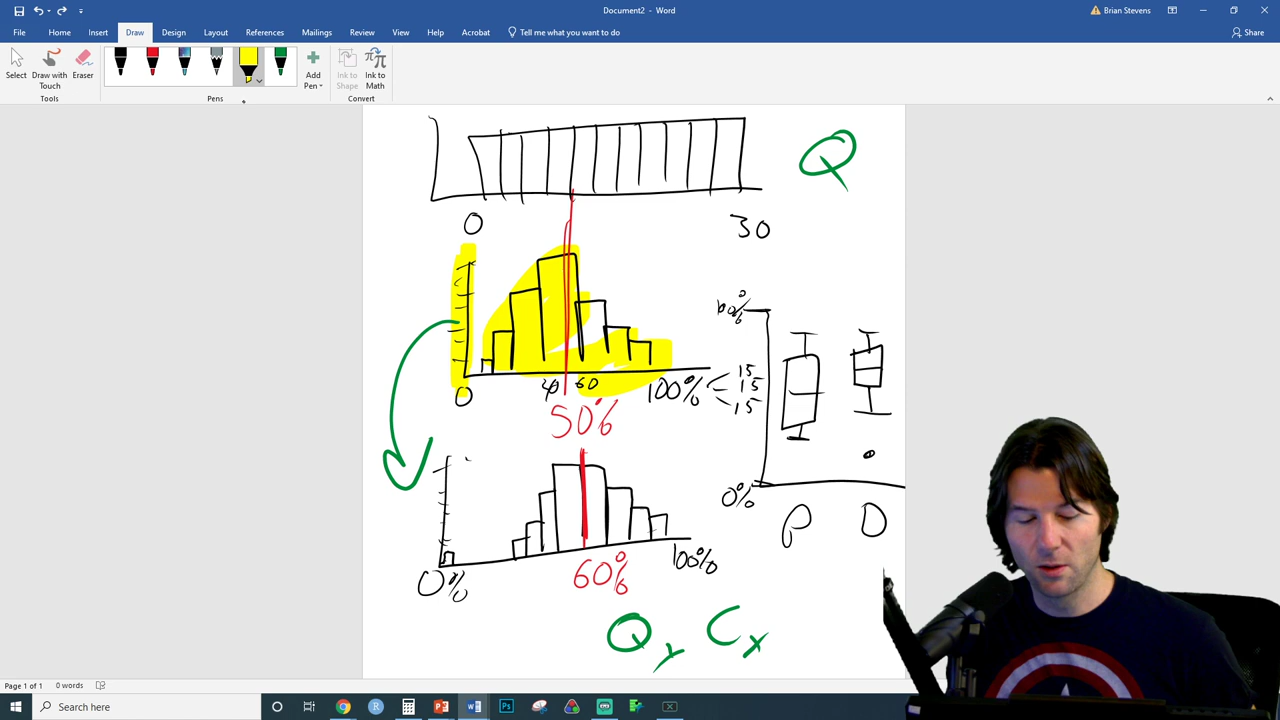 Document2 - Word
Brian Stevens
File Home Insert Draw Design Layout References Mailings Review View Help Acrobat Tell me what you want to do
Share
Select Draw with Touch Eraser
Add Pen
Ink to Shape Ink to Math
Tools Pens Convert
Q
0 30
100%
0 40 60 100%
15
15
15
50%
0%
P D
0% 60% 100%
Qy Cx
Page 1 of 1 0 words
Search here